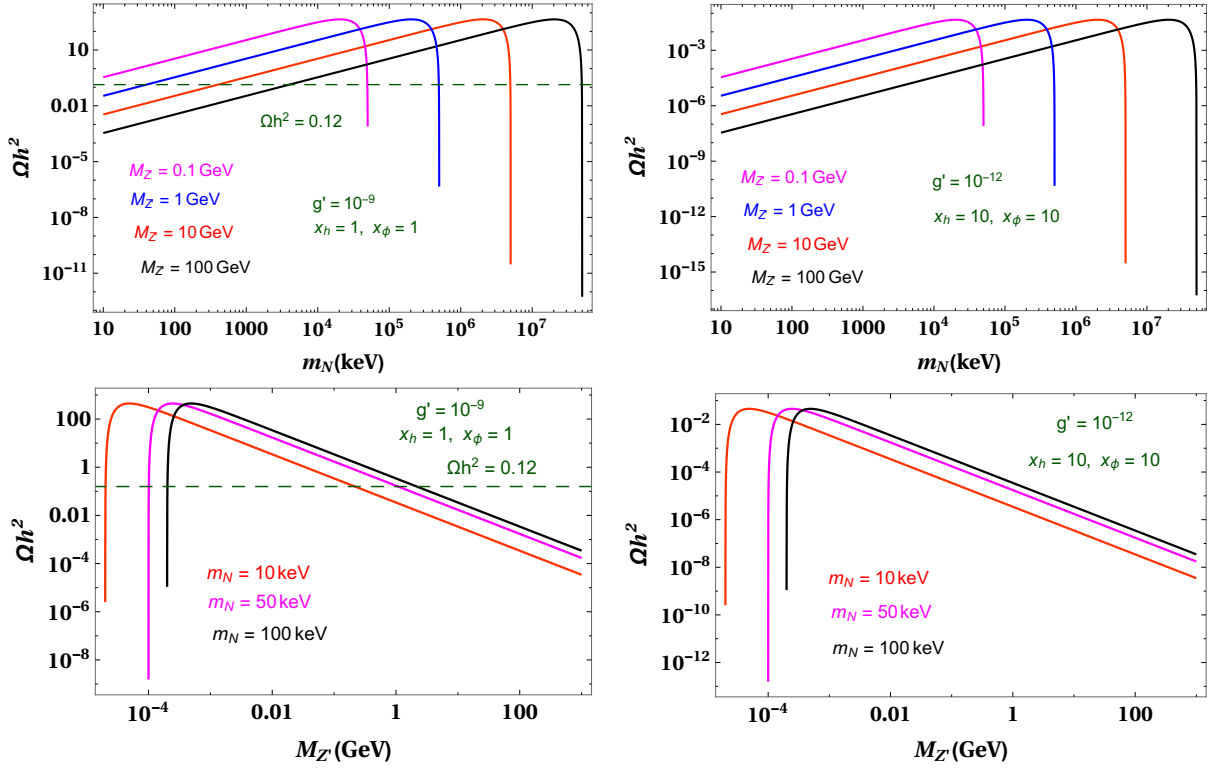 10
0.01
10⁻⁵
10⁻⁸
10⁻¹¹
Ωh²
Ωh² = 0.12
M_Z' = 0.1 GeV
M_Z' = 1 GeV
M_Z' = 10 GeV
M_Z' = 100 GeV
g' = 10⁻⁹
x_h = 1, x_ϕ = 1
10 100 1000 10⁴ 10⁵ 10⁶ 10⁷
m_N(keV)
10⁻³
10⁻⁶
10⁻⁹
10⁻¹²
10⁻¹⁵
Ωh²
M_Z' = 0.1 GeV
M_Z' = 1 GeV
M_Z' = 10 GeV
M_Z' = 100 GeV
g' = 10⁻¹²
x_h = 10, x_ϕ = 10
10 100 1000 10⁴ 10⁵ 10⁶ 10⁷
m_N(keV)
100
1
0.01
10⁻⁴
10⁻⁶
10⁻⁸
Ωh²
g' = 10⁻⁹
x_h = 1, x_ϕ = 1
Ωh² = 0.12
m_N = 10 keV
m_N = 50 keV
m_N = 100 keV
10⁻⁴ 0.01 1 100
M_Z'(GeV)
10⁻²
10⁻⁴
10⁻⁶
10⁻⁸
10⁻¹⁰
10⁻¹²
Ωh²
g' = 10⁻¹²
x_h = 10, x_ϕ = 10
m_N = 10 keV
m_N = 50 keV
m_N = 100 keV
10⁻⁴ 0.01 1 100
M_Z'(GeV)